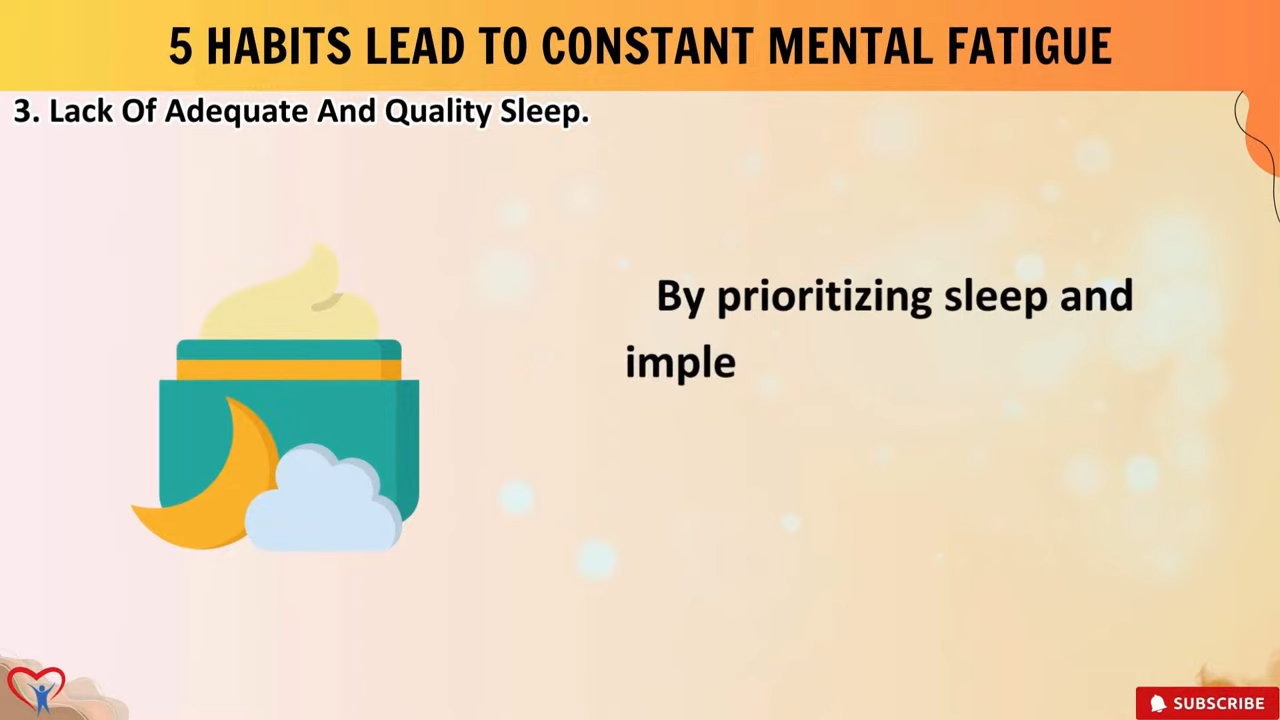 5 HABITS LEAD TO CONSTANT MENTAL FATIGUE
3. Lack Of Adequate And Quality Sleep.
By prioritizing sleep and
imple
SUBSCRIBE